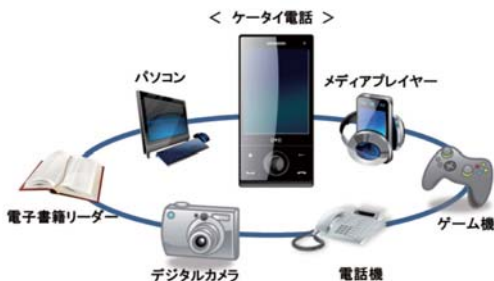 < ケータイ電話 >
パソコン
メディアプレイヤー
電子書籍リーダー
ゲーム機
デジタルカメラ
電話機